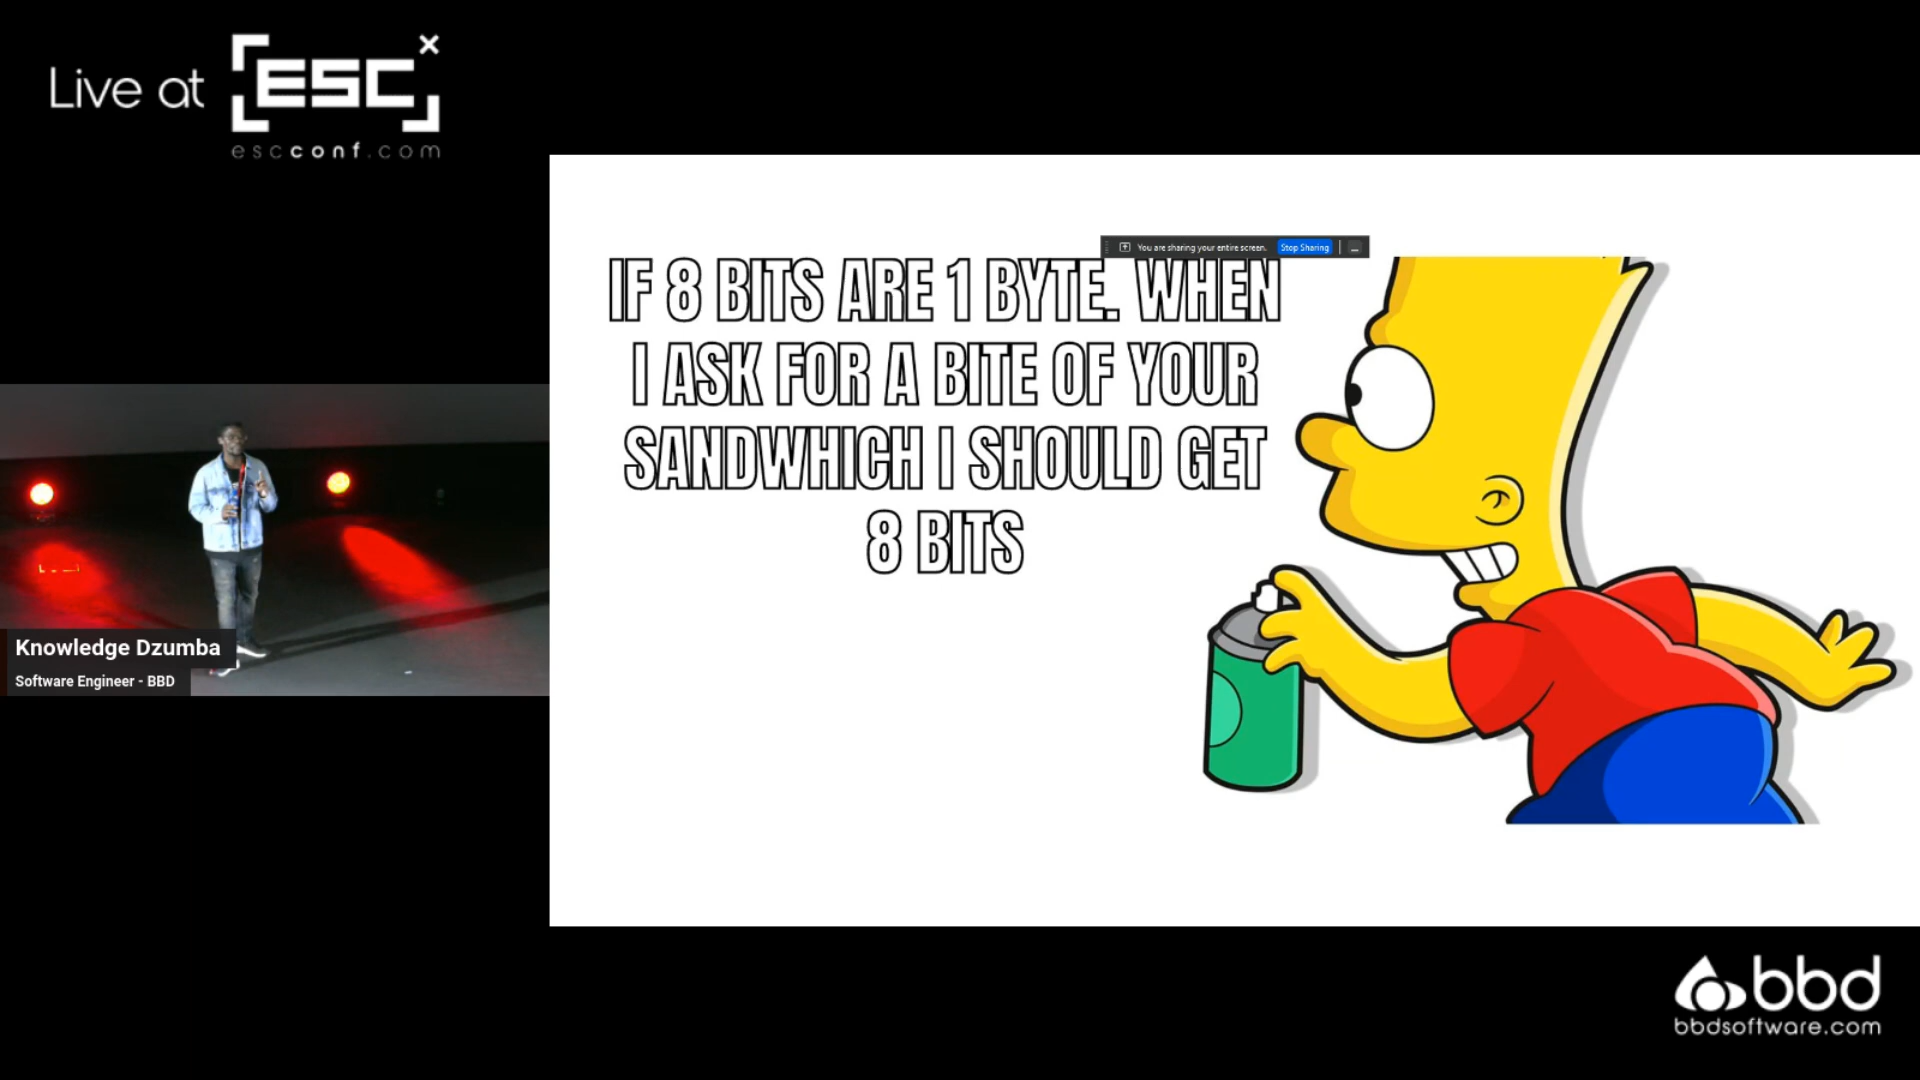 Live at [ESC]x
escconf.com
You are sharing your entire screen. Stop Sharing
IF 8 BITS ARE 1 BYTE. WHEN
I ASK FOR A BITE OF YOUR
SANDWHICH I SHOULD GET
8 BITS
Knowledge Dzumba
Software Engineer - BBD
bbd
bbdsoftware.com